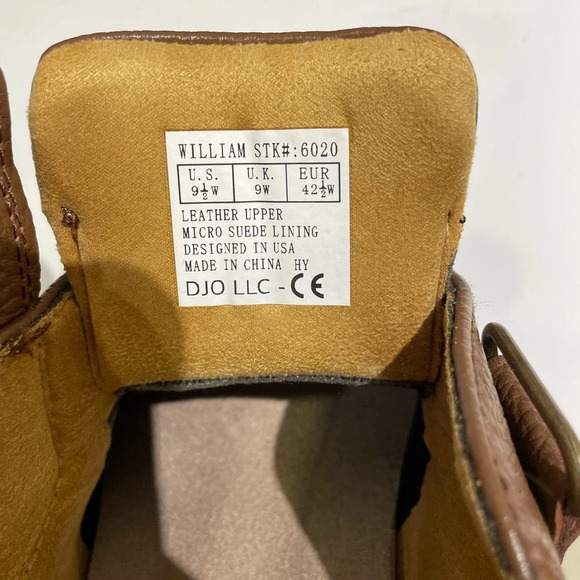 WILLIAM STK#:6020
U.S. U.K. EUR
9½W 9W 42½W
LEATHER UPPER
MICRO SUEDE LINING
DESIGNED IN USA
MADE IN CHINA HY
DJO LLC - CE